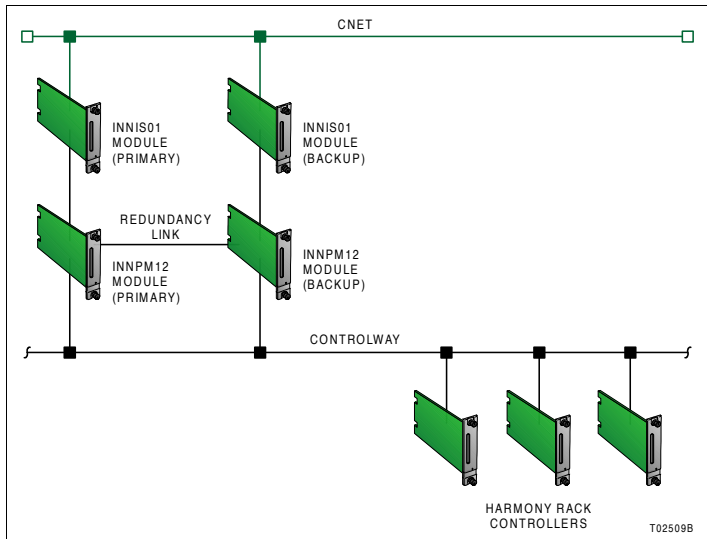 CNET
INNIS01
MODULE
(PRIMARY)
INNIS01
MODULE
(BACKUP)
REDUNDANCY
LINK
INNPM12
MODULE
(PRIMARY)
INNPM12
MODULE
(BACKUP)
CONTROLWAY
HARMONY RACK
CONTROLLERS
T02509B